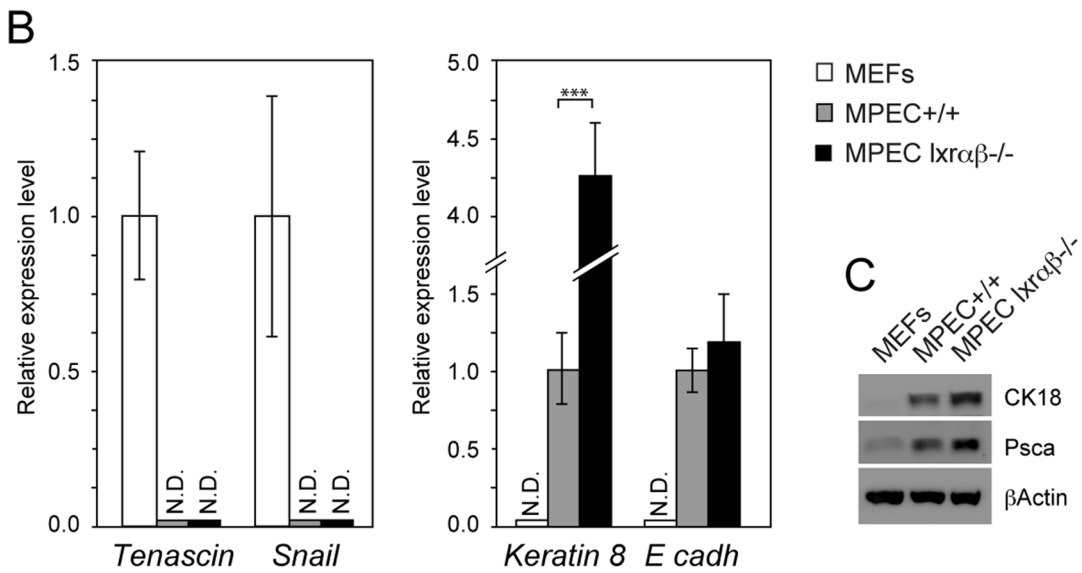 B
1.5
1.0
0.5
0.0
Relative expression level
N.D.
N.D.
N.D.
N.D.
Tenascin
Snail
5.0
4.5
4.0
1.5
1.0
0.5
0.0
Relative expression level
***
N.D.
N.D.
Keratin 8
E cadh
MEFs
MPEC+/+
MPEC lxrαβ-/-
C
MEFs
MPEC+/+
MPEC lxrαβ-/-
CK18
Psca
βActin